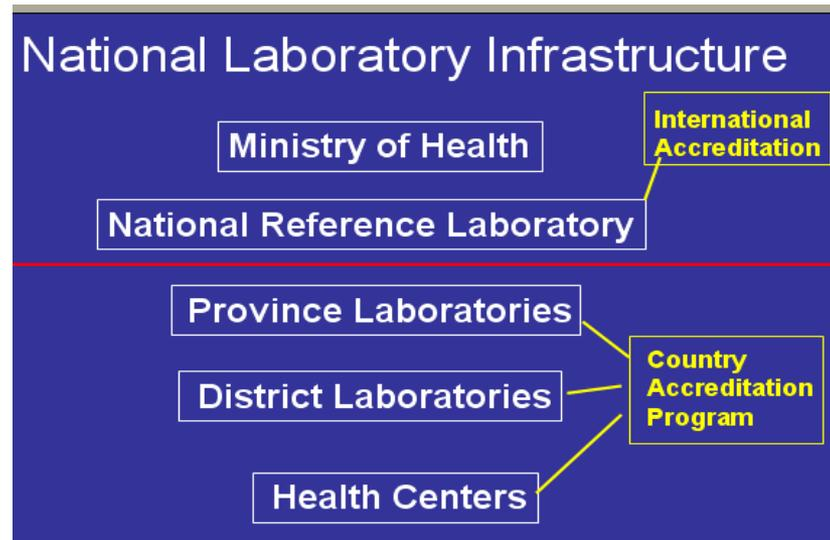 National Laboratory Infrastructure
International
Accreditation
Ministry of Health
National Reference Laboratory
Province Laboratories
Country
Accreditation
Program
District Laboratories
Health Centers